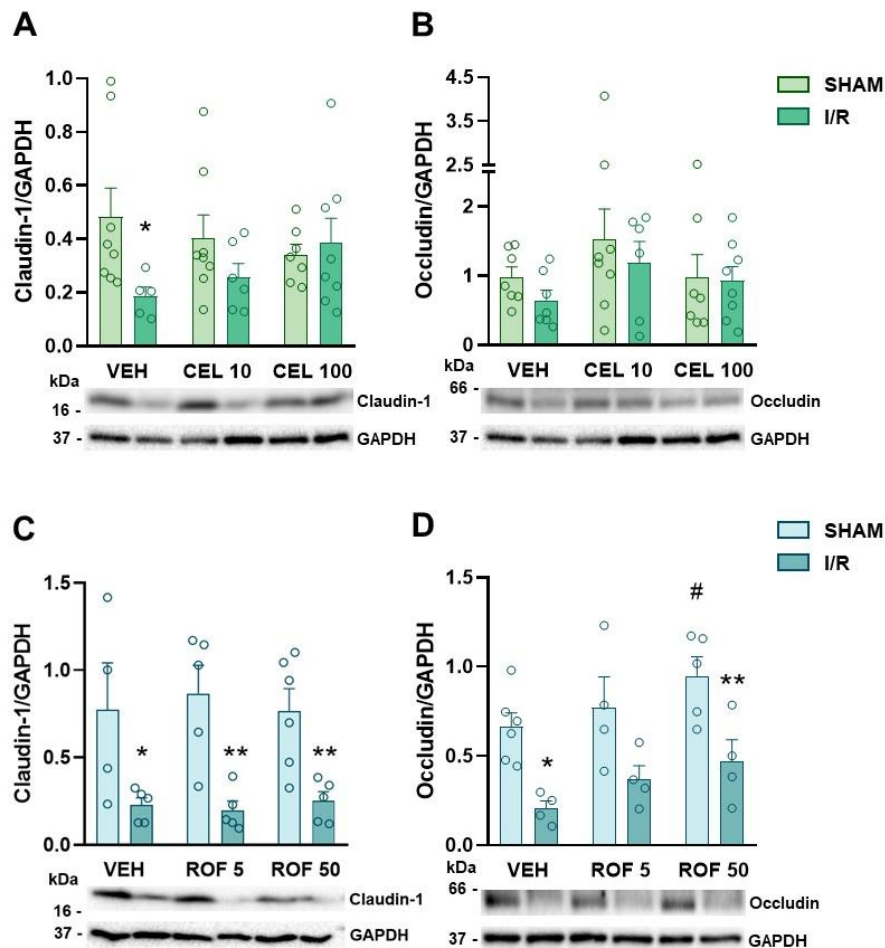 A
B
Claudin-1/GAPDH
1.0
0.8
0.6
0.4
0.2
0.0
*
VEH CEL 10 CEL 100
kDa
16 -
Claudin-1
37 -
GAPDH
Occludin/GAPDH
4.5
3.5
2.5
2
1
0
VEH CEL 10 CEL 100
kDa
66 -
Occludin
37 -
GAPDH
SHAM
I/R
C
D
Claudin-1/GAPDH
1.5
1.0
0.5
0.0
* ** **
VEH ROF 5 ROF 50
kDa
16 -
Claudin-1
37 -
GAPDH
Occludin/GAPDH
1.5
1.0
0.5
0.0
#
* **
VEH ROF 5 ROF 50
kDa
66 -
Occludin
37 -
GAPDH
SHAM
I/R